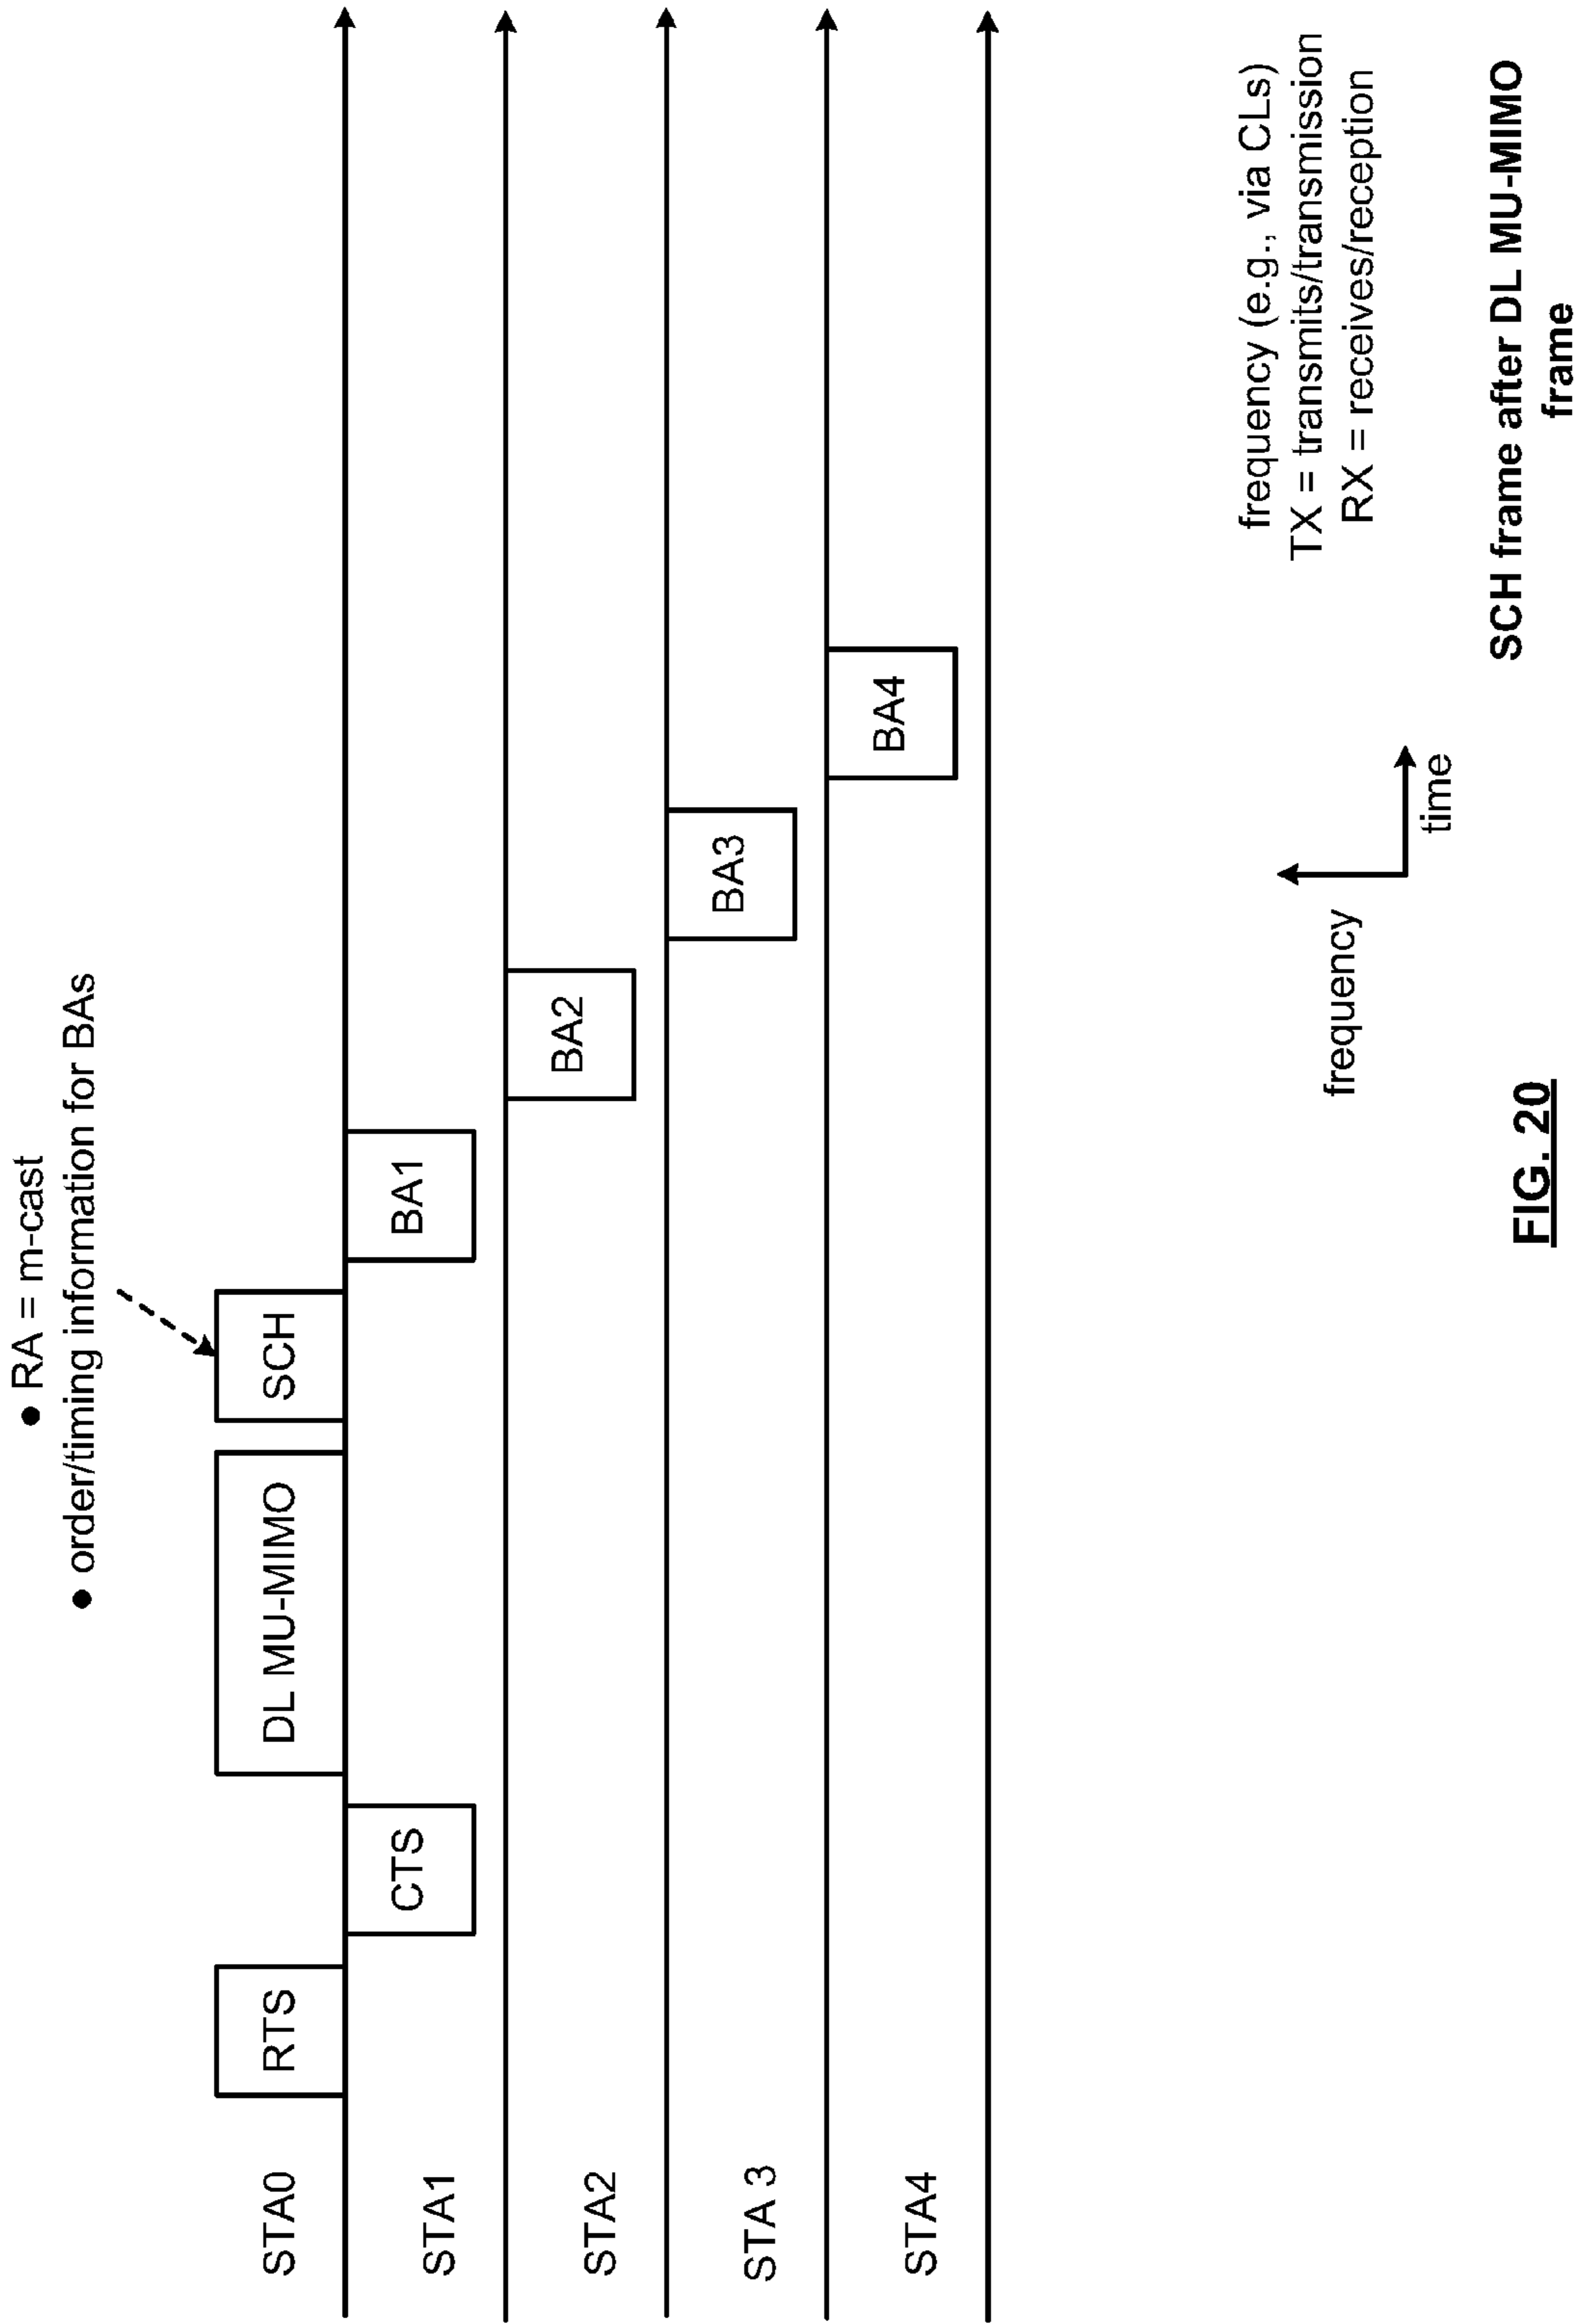 ● RA = m-cast
● order/timing information for BAs
STA0
RTS
DL MU-MIMO
SCH
STA1
CTS
BA1
STA2
BA2
STA 3
BA3
STA4
BA4
frequency
time
frequency (e.g., via CLs)
TX = transmits/transmission
RX = receives/reception
FIG. 20
SCH frame after DL MU-MIMO
frame